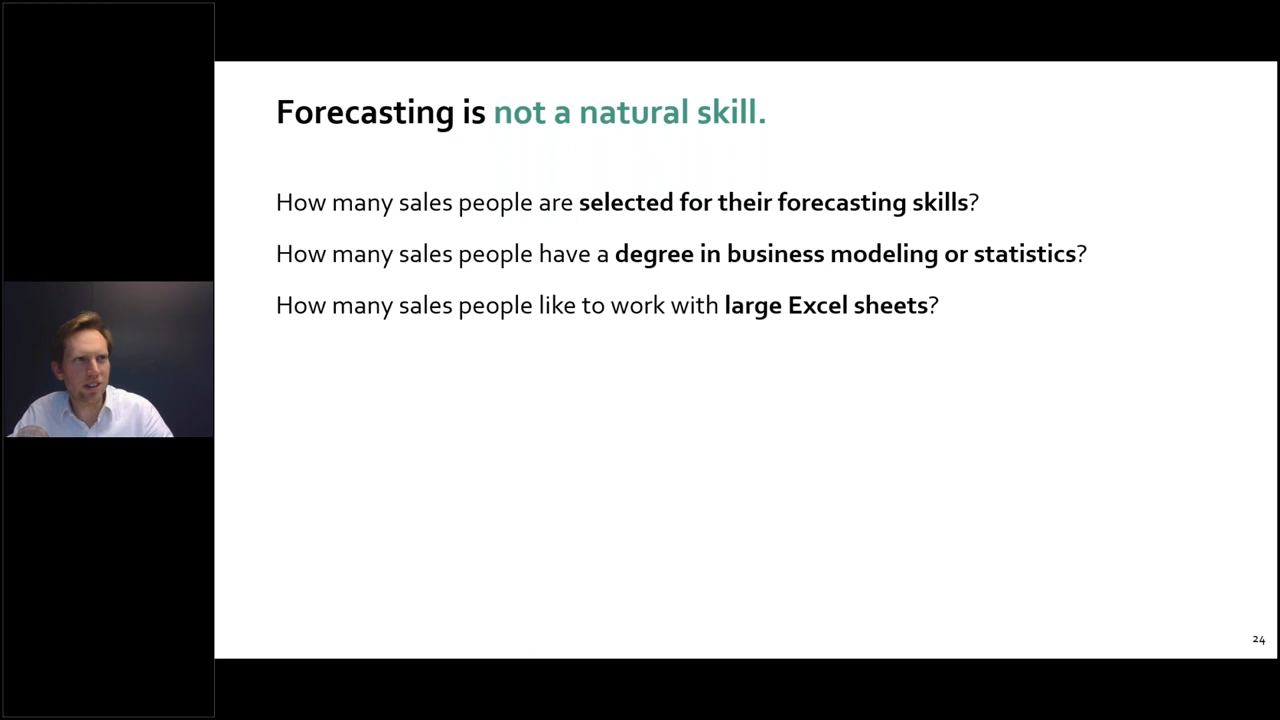 Forecasting is not a natural skill.
How many sales people are selected for their forecasting skills?
How many sales people have a degree in business modeling or statistics?
How many sales people like to work with large Excel sheets?
24